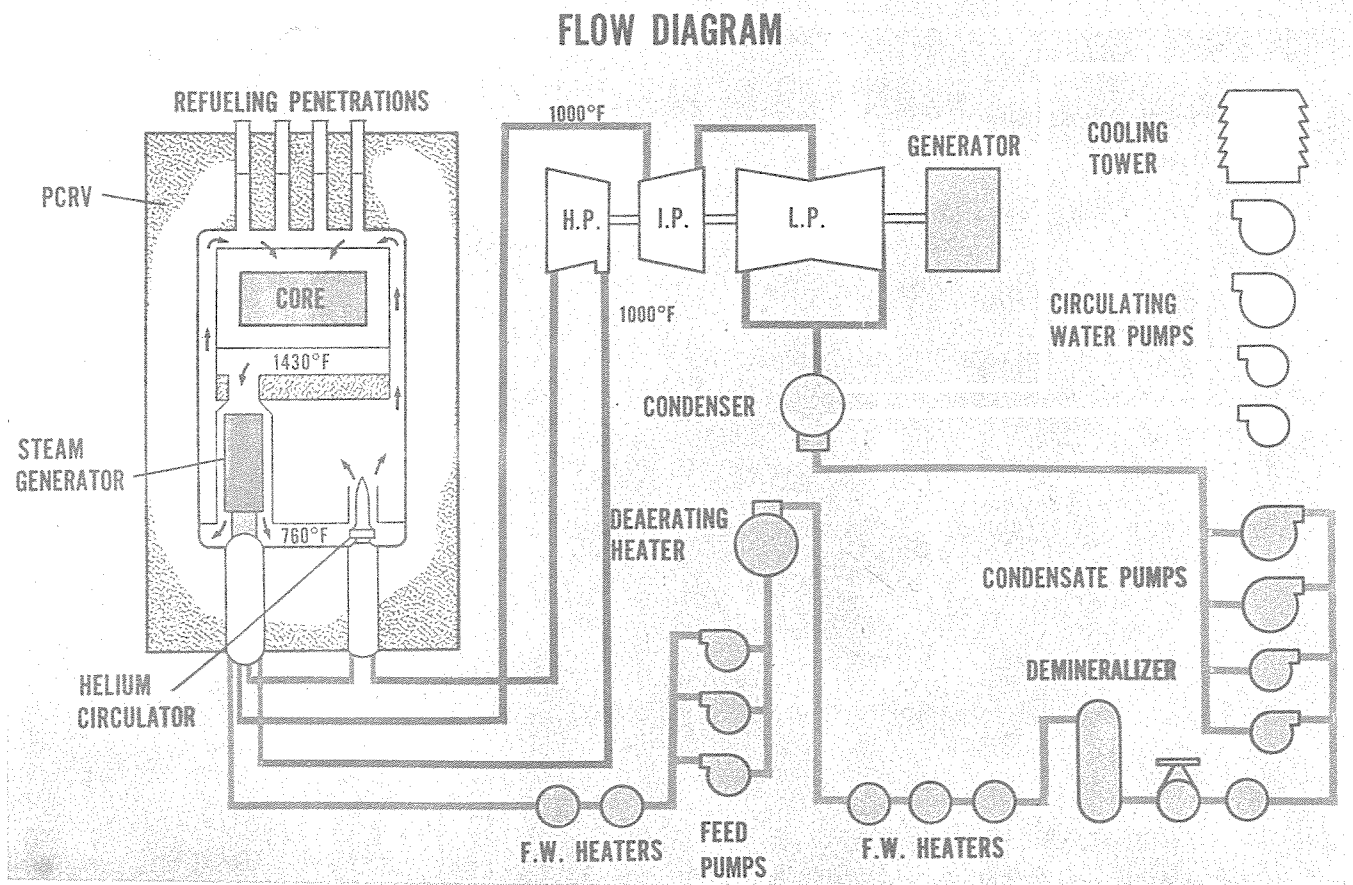 FLOW DIAGRAM
REFUELING PENETRATIONS
1000°F
COOLING
TOWER
GENERATOR
PCRV
H.P.
I.P.
L.P.
CORE
1000°F
CIRCULATING
WATER PUMPS
1430°F
CONDENSER
STEAM
GENERATOR
760°F
DEAERATING
HEATER
CONDENSATE PUMPS
DEMINERALIZER
HELIUM
CIRCULATOR
F.W. HEATERS
FEED
PUMPS
F.W. HEATERS